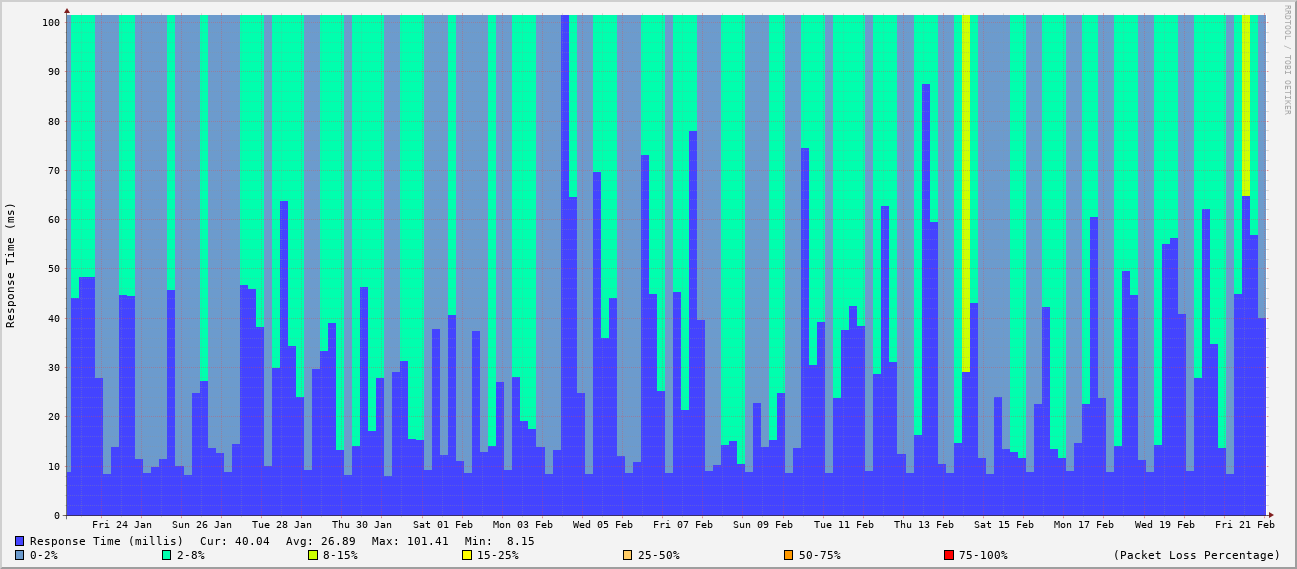 RRDTOOL / TOBI OETIKER
Response Time (ms)
100
90
80
70
60
50
40
30
20
10
0
Fri 24 Jan Sun 26 Jan Tue 28 Jan Thu 30 Jan Sat 01 Feb Mon 03 Feb Wed 05 Feb Fri 07 Feb Sun 09 Feb Tue 11 Feb Thu 13 Feb Sat 15 Feb Mon 17 Feb Wed 19 Feb Fri 21 Feb
Response Time (millis) Cur: 40.04 Avg: 26.89 Max: 101.41 Min: 8.15
0-2% 2-8% 8-15% 15-25% 25-50% 50-75% 75-100% (Packet Loss Percentage)